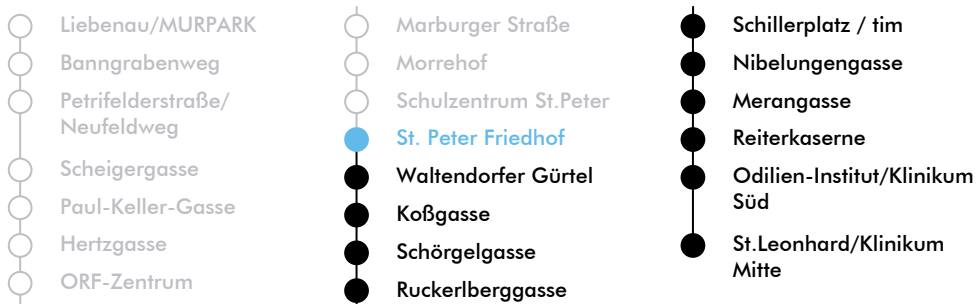 Liebenau/MURPARK
Banngrabenweg
Petrifelderstraße/
Neufeldweg
Scheigergasse
Paul-Keller-Gasse
Hertzgasse
ORF-Zentrum
Marburger Straße
Morrehof
Schulzentrum St.Peter
St. Peter Friedhof
Waltendorfer Gürtel
Koßgasse
Schörgelgasse
Ruckerlberggasse
Schillerplatz / tim
Nibelungengasse
Merangasse
Reiterkaserne
Odilien-Institut/Klinikum
Süd
St.Leonhard/Klinikum
Mitte